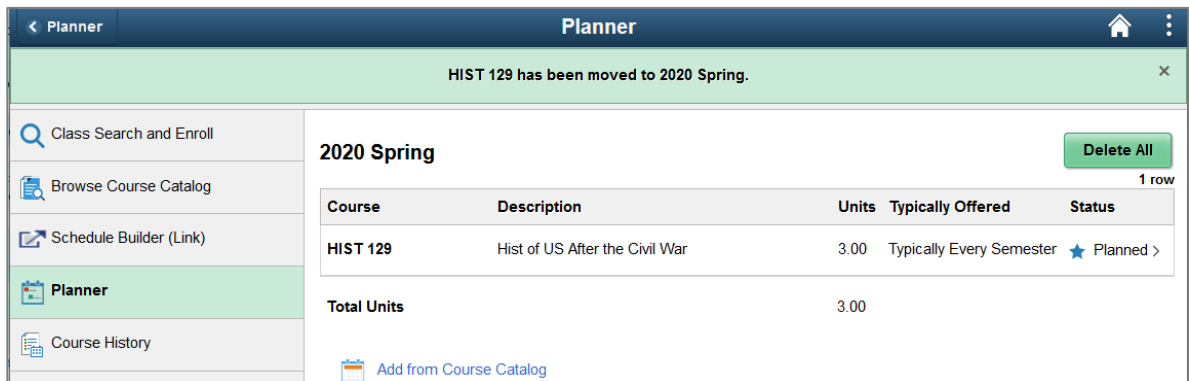 Planner
Planner
HIST 129 has been moved to 2020 Spring.
×
Class Search and Enroll
Browse Course Catalog
Schedule Builder (Link)
Planner
Course History
2020 Spring
Delete All
1 row
Course Description Units Typically Offered Status
HIST 129 Hist of US After the Civil War 3.00 Typically Every Semester Planned
Total Units 3.00
Add from Course Catalog